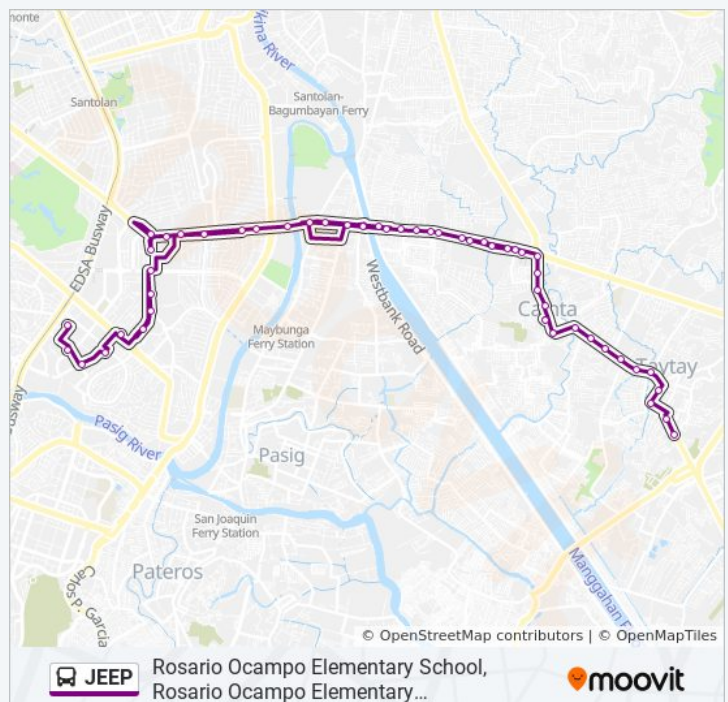 monte
kina River
Santolan
Santolan-
Bagumbayan Ferry
EDSA Busway
Westbank Road
Cainta
Maybunga
Ferry Station
Taytay
Busway
Pasig River
Pasig
San Joaquin
Ferry Station
Pateros
Carlos P. Garcia
Manggahan F
© OpenStreetMap contributors | © OpenMapTiles
JEEP
Rosario Ocampo Elementary School,
Rosario Ocampo Elementary…
moovit